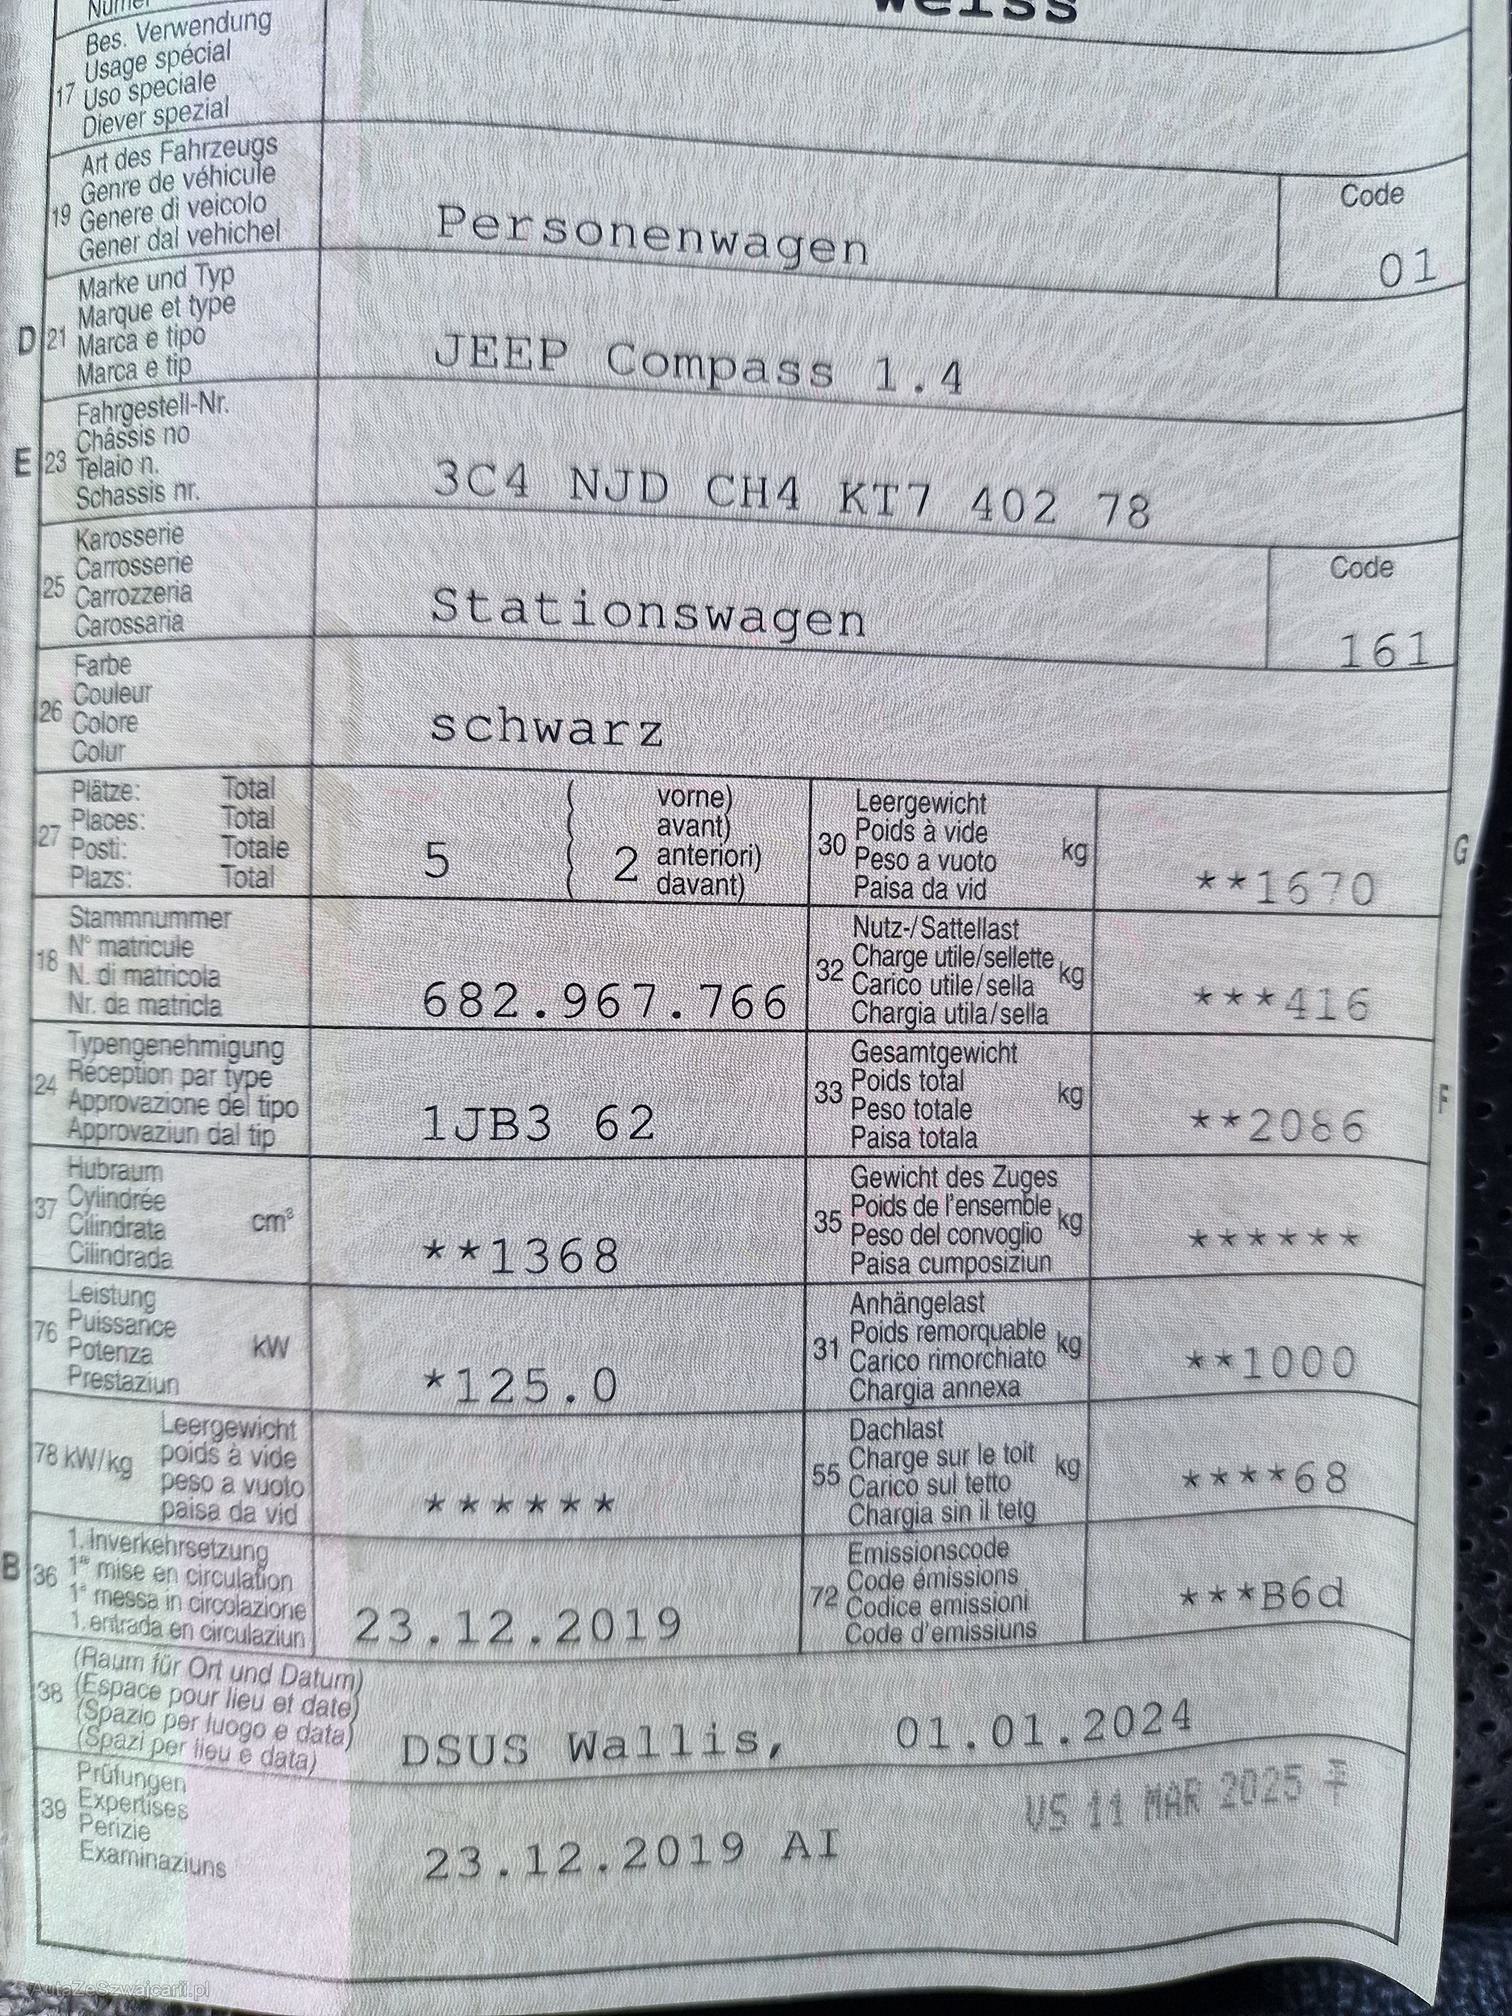 weiss
Bes. Verwendung
Usage spécial
17 Uso speciale
Diever spezial
Art des Fahrzeugs
Genre de véhicule
19 Genere di veicolo
Gener dal vehichel
Personenwagen
Code
01
Marke und Typ
Marque et type
D 21 Marca e tipo
Marca e tip
JEEP Compass 1.4
Fahrgestell-Nr.
Châssis no
E 23 Telaio n.
Schassis nr.
3C4 NJD CH4 KT7 402 78
Karosserie
Carrosserie
25 Carrozzeria
Carossaria
Stationswagen
Code
161
Farbe
Couleur
26 Colore
Colur
schwarz
Plätze: Total
Places: Total
27 Posti: Totale
Plazs: Total
5
2
vorne)
avant)
anteriori)
davant)
Leergewicht
30 Poids à vide kg
Peso a vuoto
Paisa da vid
**1670
G
Stammnummer
18 N° matricule
N. di matricola
Nr. da matricla
682.967.766
Nutz-/Sattellast
32 Charge utile/sellette kg
Carico utile/sella
Chargia utila/sella
***416
Typengenehmigung
24 Réception par type
Approvazione del tipo
Approvaziun dal tip
1JB3 62
Gesamtgewicht
33 Poids total kg
Peso totale
Paisa totala
**2086
F
Hubraum
37 Cylindrée cm³
Cilindrata
Cilindrada
**1368
Gewicht des Zuges
35 Poids de l'ensemble kg
Peso del convoglio
Paisa cumposiziun
******
Leistung
76 Puissance kW
Potenza
Prestaziun
*125.0
Anhängelast
31 Poids remorquable kg
Carico rimorchiato
Chargia annexa
**1000
Leergewicht
78 kW/kg poids à vide
peso a vuoto
paisa da vid
******
Dachlast
55 Charge sur le toit kg
Carico sul tetto
Chargia sin il tetg
****68
1. Inverkehrsetzung
B 36 1re mise en circulation
1a messa in circolazione
1. entrada en circulaziun
23.12.2019
Emissionscode
72 Code émissions
Codice emissioni
Code d'emissiuns
***B6d
(Raum für Ort und Datum)
38 (Espace pour lieu et date)
(Spazio per luogo e data)
(Spazi per lieu e data)
DSUS Wallis, 01.01.2024
Prüfungen
39 Expertises
Perizie
Examinaziuns
23.12.2019 AI
VS 11 MAR 2025
AutaZeSzwajcarii.pl